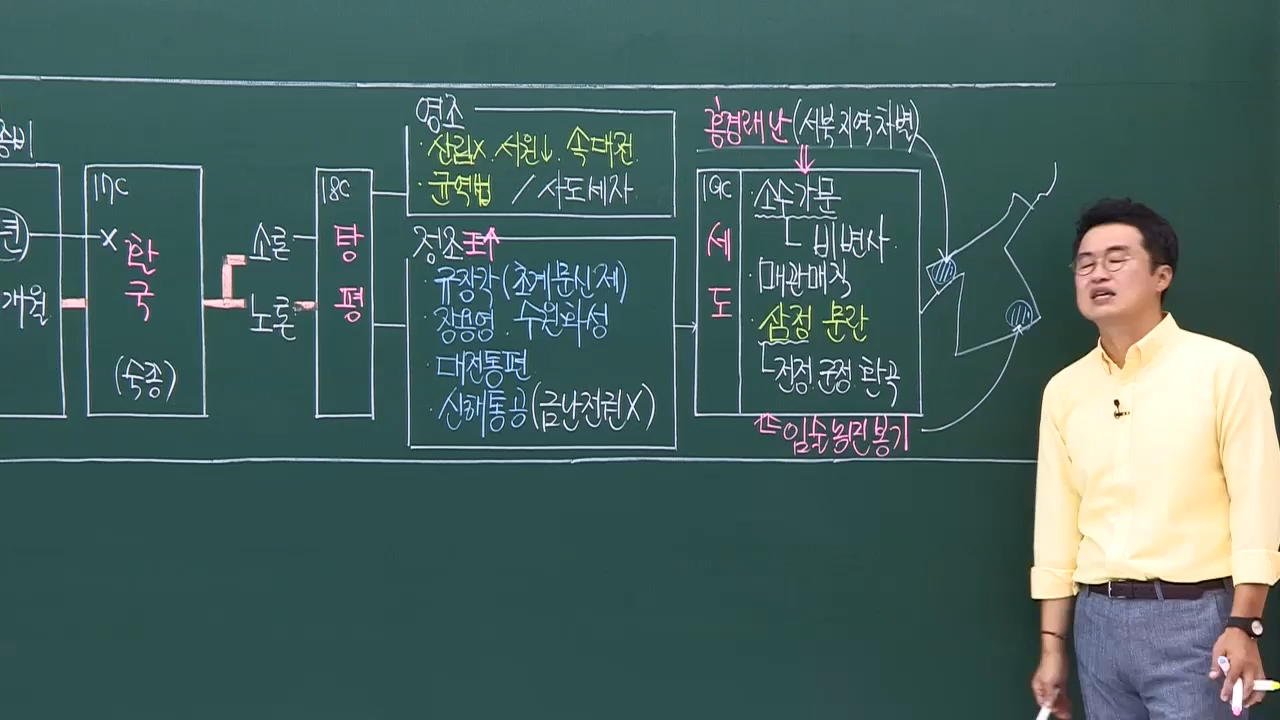 17C
환
국
(숙종)
개월
소론
노론
18C
탕
평
영조
· 산림x. 서원↓. 속대전
· 균역법 / 사도세자
정조
· 규장각(초계문신제)
· 장용영. 수원화성
· 대전통편
· 신해통공(금난전권X)
홍경래 난(서북지역차별)
19C
세
도
· 소수가문
└ 비변사.
· 매관매직
· 삼정 문란
└ 전정. 군정. 환곡
임술농민봉기